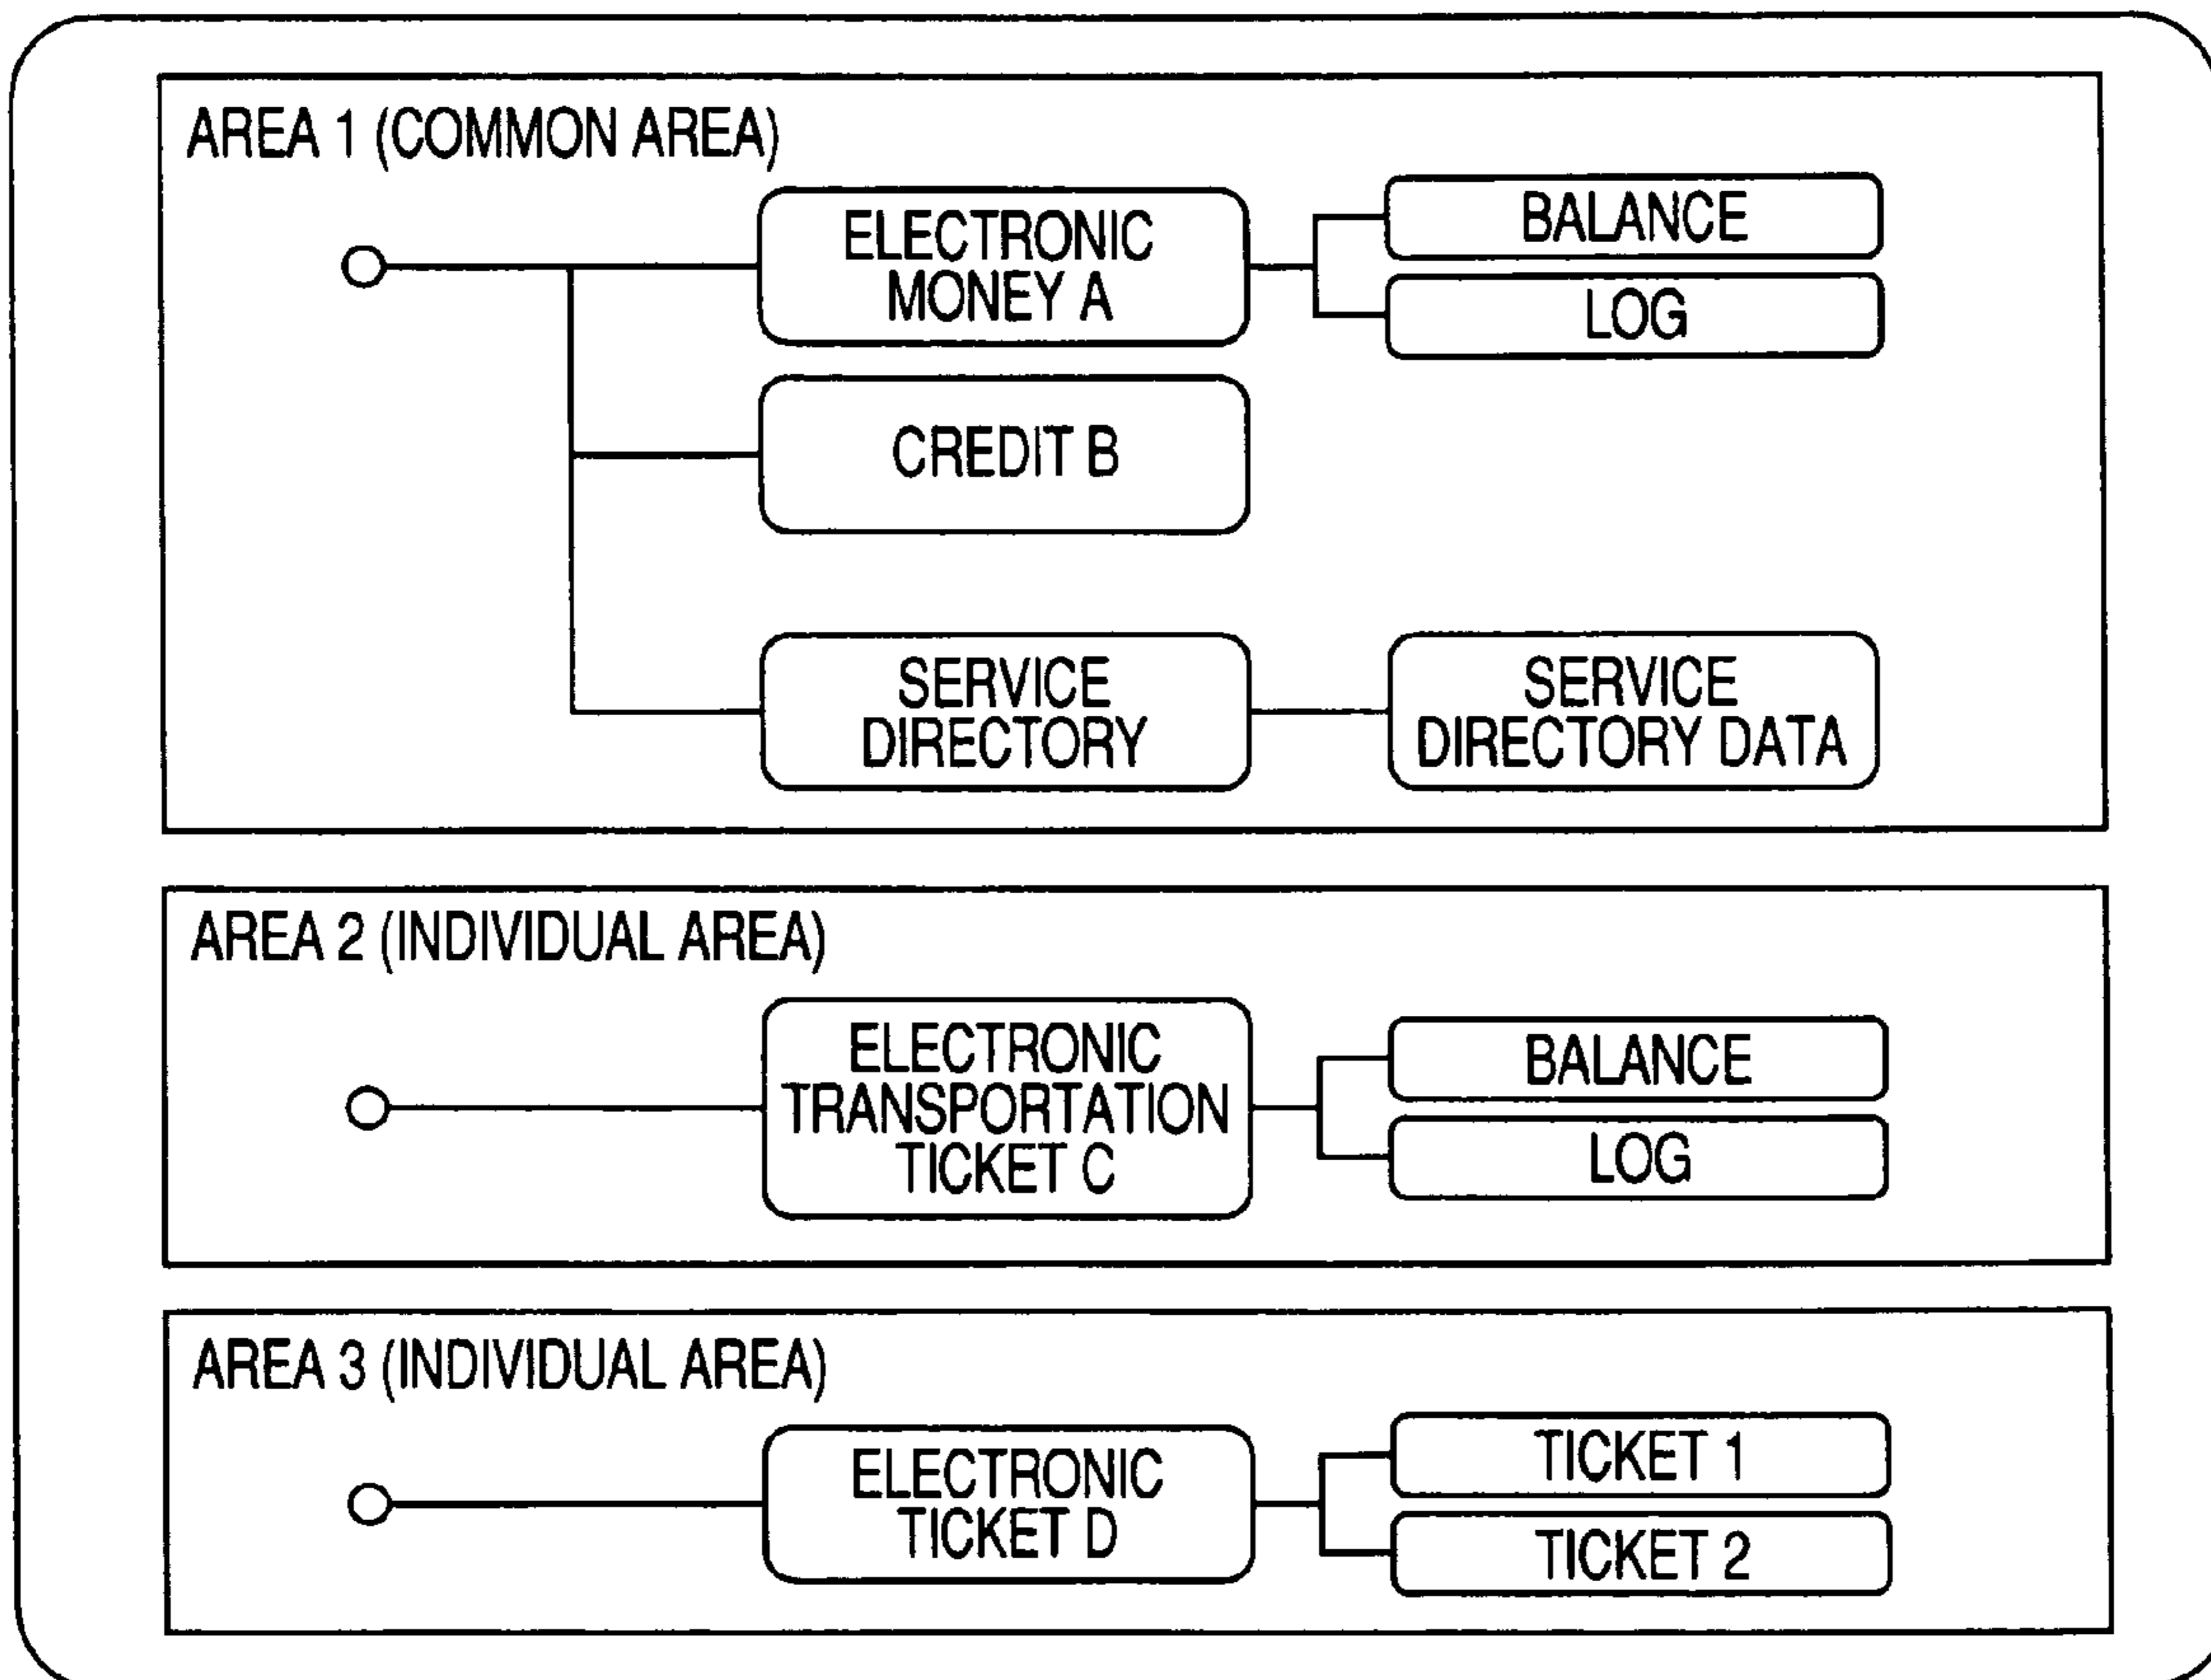 AREA 1 (COMMON AREA)
ELECTRONIC
MONEY A
BALANCE
LOG
CREDIT B
SERVICE
DIRECTORY
SERVICE
DIRECTORY DATA
AREA 2 (INDIVIDUAL AREA)
ELECTRONIC
TRANSPORTATION
TICKET C
BALANCE
LOG
AREA 3 (INDIVIDUAL AREA)
ELECTRONIC
TICKET D
TICKET 1
TICKET 2